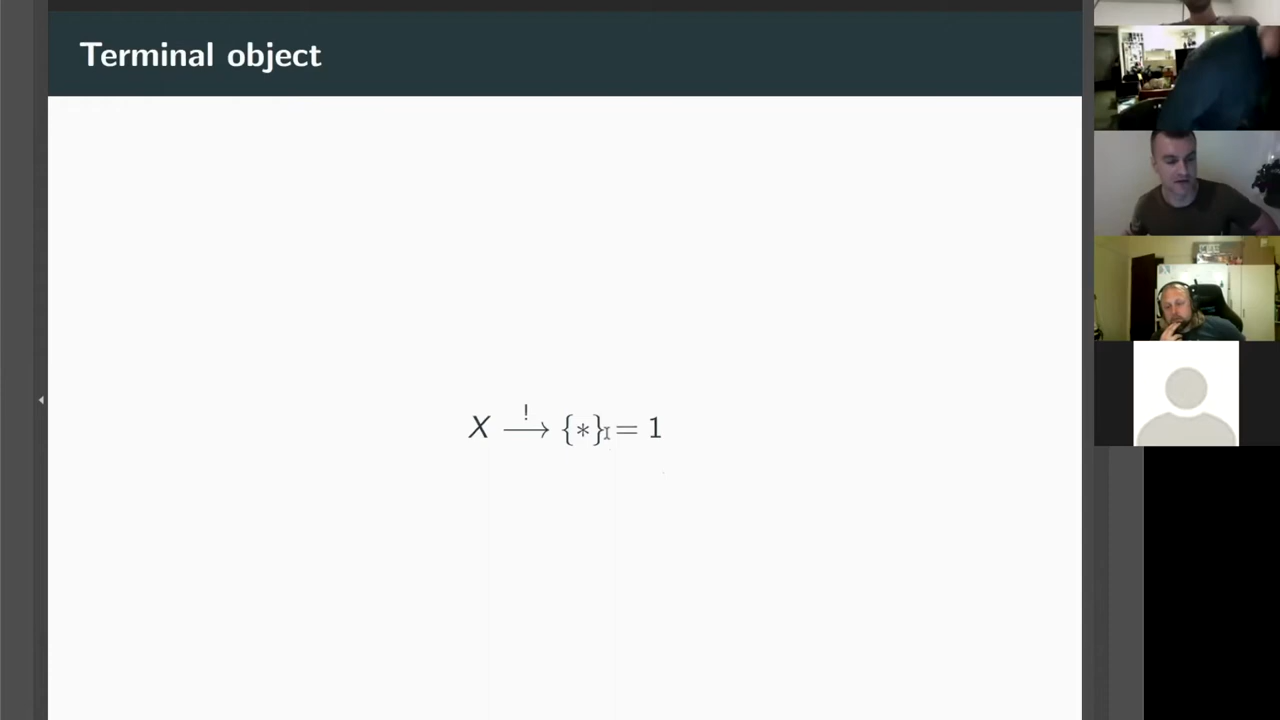 Terminal object
!
X ⟶ {∗} = 1